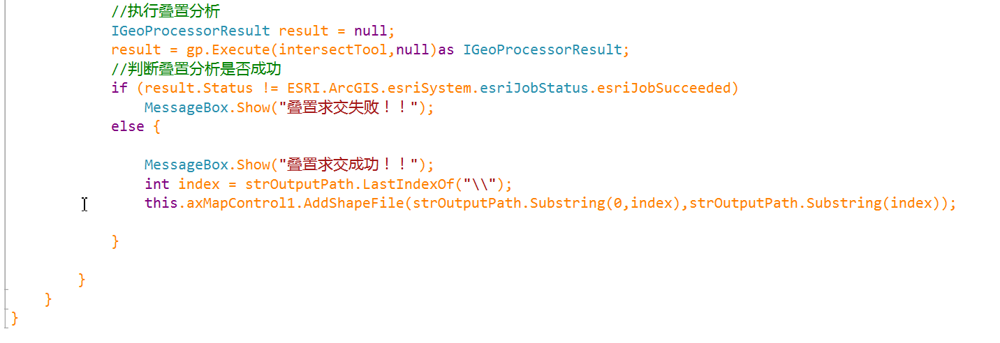 //执行叠置分析
IGeoProcessorResult result = null;
result = gp.Execute(intersectTool,null)as IGeoProcessorResult;
//判断叠置分析是否成功
if (result.Status != ESRI.ArcGIS.esriSystem.esriJobStatus.esriJobSucceeded)
MessageBox.Show("叠置求交失败！！");
else {
MessageBox.Show("叠置求交成功！！");
int index = strOutputPath.LastIndexOf("\\");
this.axMapControl1.AddShapeFile(strOutputPath.Substring(0,index),strOutputPath.Substring(index));
}
}
}
}